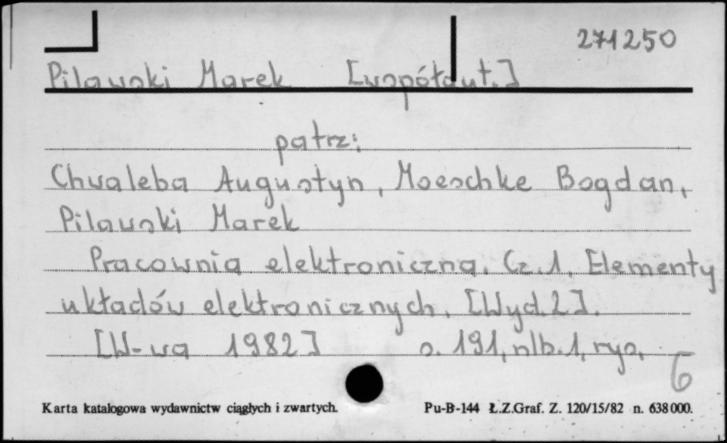 271250
Pilawski Marek [współaut.]
patrz:
Chwaleba Augustyn, Moeschke Bogdan,
Pilawski Marek
Pracownia elektroniczna. Cz.1. Elementy
układów elektronicznych. [Wyd.2].
[W-wa 1982] s. 191, nlb.1, rys.
6
Karta katalogowa wydawnictw ciągłych i zwartych. Pu-B-144 Ł.Z.Graf. Z. 120/15/82 n. 638000.